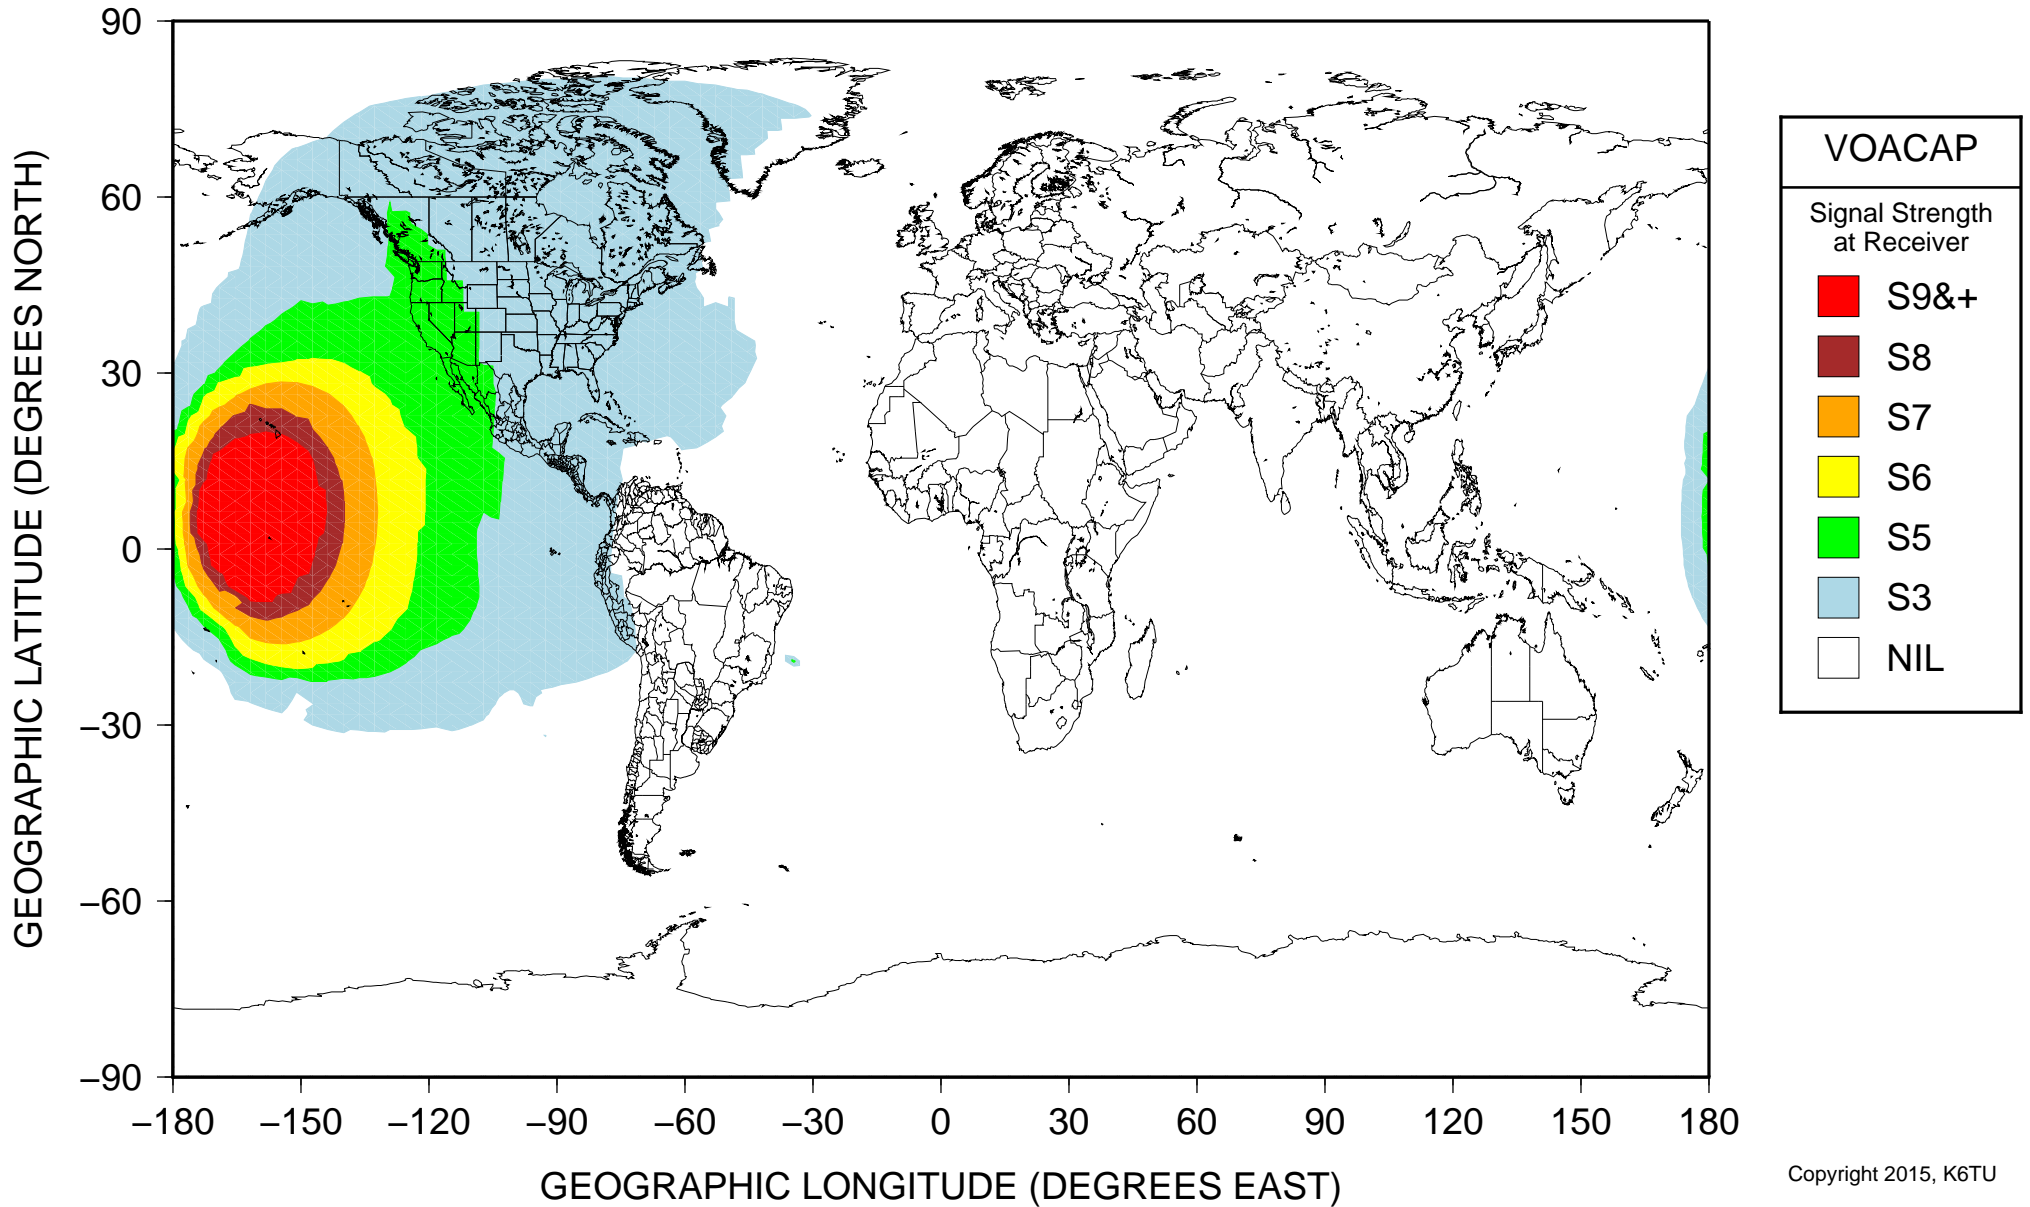 90
60
30
0
−30
−60
−90
GEOGRAPHIC LATITUDE (DEGREES NORTH)
−180 −150 −120 −90 −60 −30 0 30 60 90 120 150 180
GEOGRAPHIC LONGITUDE (DEGREES EAST)
VOACAP
Signal Strength
at Receiver
S9&+
S8
S7
S6
S5
S3
NIL
Copyright 2015, K6TU